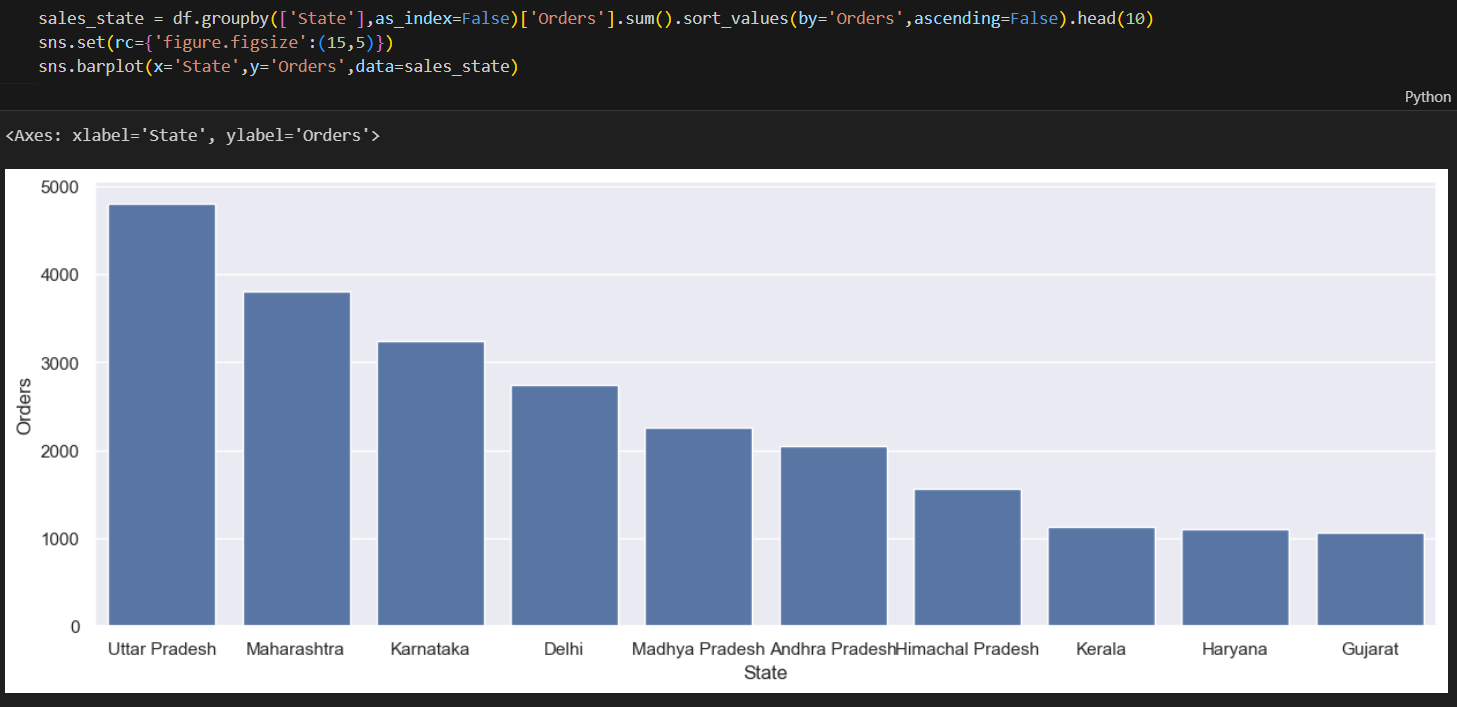 sales_state = df.groupby(['State'],as_index=False)['Orders'].sum().sort_values(by='Orders',ascending=False).head(10)
sns.set(rc={'figure.figsize':(15,5)})
sns.barplot(x='State',y='Orders',data=sales_state)
Python
<Axes: xlabel='State', ylabel='Orders'>
5000
4000
3000
2000
1000
0
Orders
Uttar Pradesh Maharashtra Karnataka Delhi Madhya Pradesh Andhra Pradesh Himachal Pradesh Kerala Haryana Gujarat
State